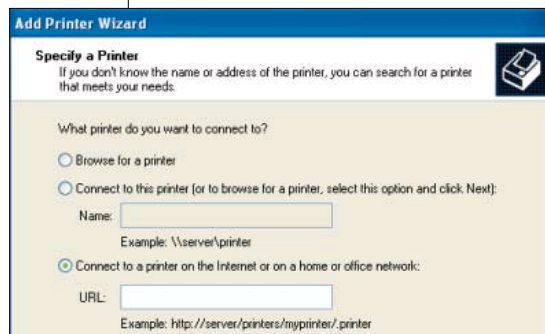 Add Printer Wizard
Specify a Printer
If you don't know the name or address of the printer, you can search for a printer
that meets your needs.
What printer do you want to connect to?
Browse for a printer
Connect to this printer (or to browse for a printer, select this option and click Next):
Name:
Example: \\server\printer
Connect to a printer on the Internet or on a home or office network:
URL:
Example: http://server/printers/myprinter/.printer